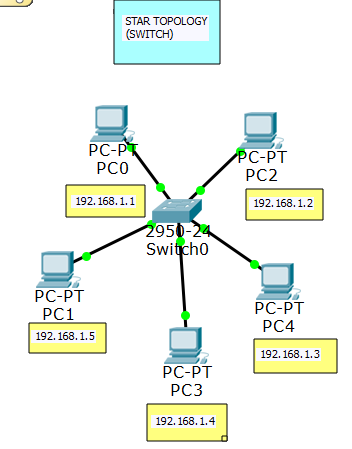 STAR TOPOLOGY
(SWITCH)
PC-PT
PC0
PC-PT
PC2
192.168.1.1
192.168.1.2
2950-24
Switch0
PC-PT
PC1
PC-PT
PC4
192.168.1.5
192.168.1.3
PC-PT
PC3
192.168.1.4